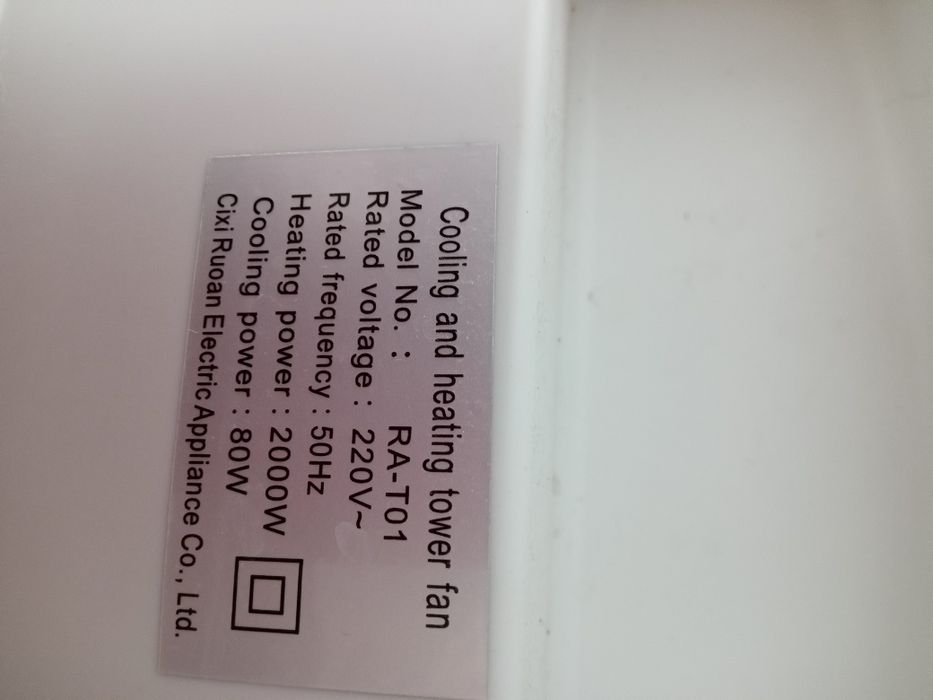 Cooling and heating tower fan
Model No. : RA-T01
Rated voltage : 220V~
Rated frequency : 50Hz
Heating power : 2000W
Cooling power : 80W
Cixi Ruoan Electric Appliance Co., Ltd.